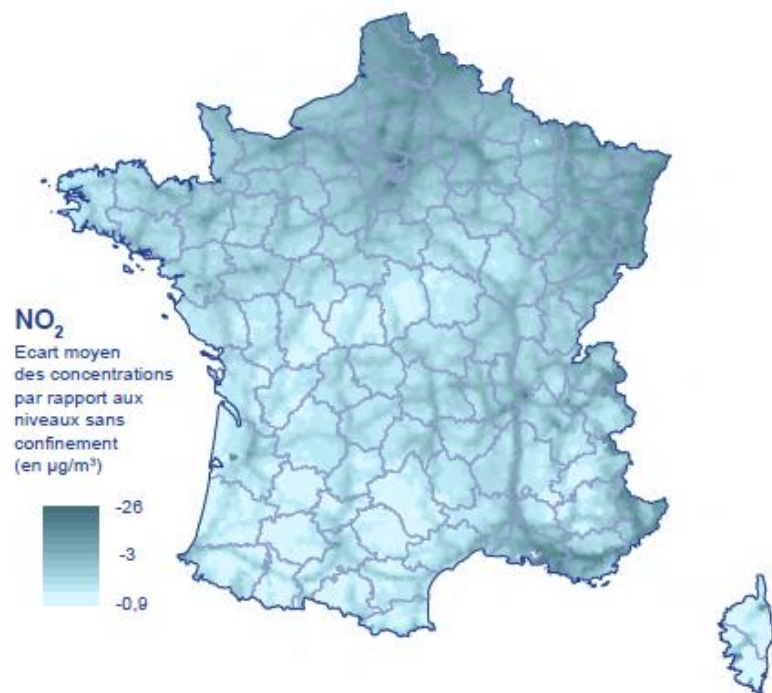 NO₂
Ecart moyen
des concentrations
par rapport aux
niveaux sans
confinement
(en µg/m³)
-26
-3
-0,9